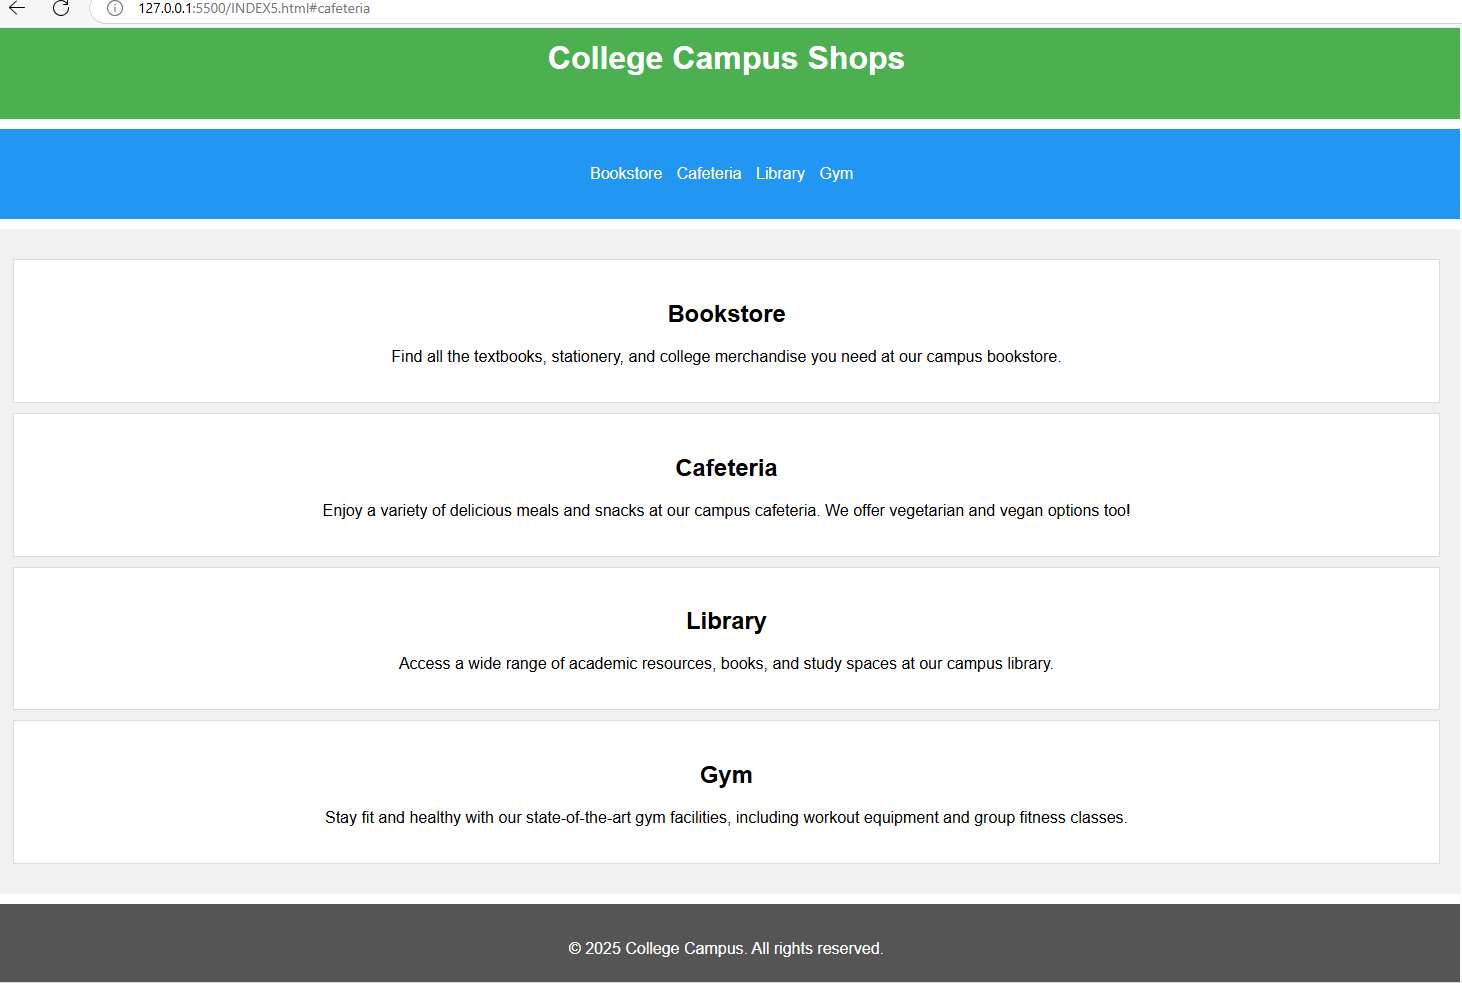 127.0.0.1:5500/INDEX5.html#cafeteria
College Campus Shops
Bookstore Cafeteria Library Gym
Bookstore
Find all the textbooks, stationery, and college merchandise you need at our campus bookstore.
Cafeteria
Enjoy a variety of delicious meals and snacks at our campus cafeteria. We offer vegetarian and vegan options too!
Library
Access a wide range of academic resources, books, and study spaces at our campus library.
Gym
Stay fit and healthy with our state-of-the-art gym facilities, including workout equipment and group fitness classes.
© 2025 College Campus. All rights reserved.